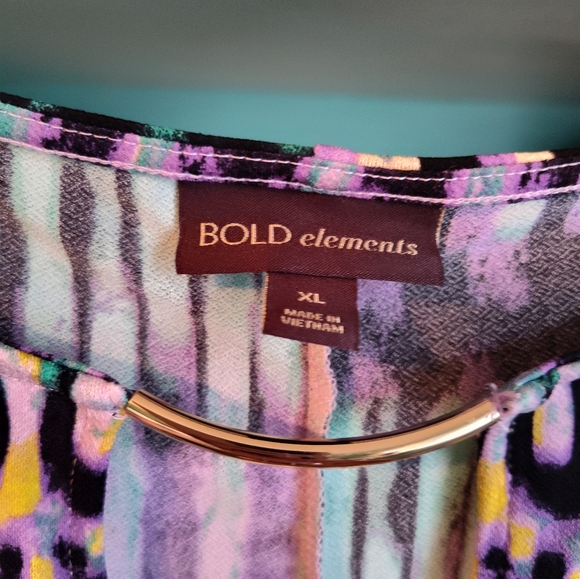 BOLD elements
XL
MADE IN
VIETNAM